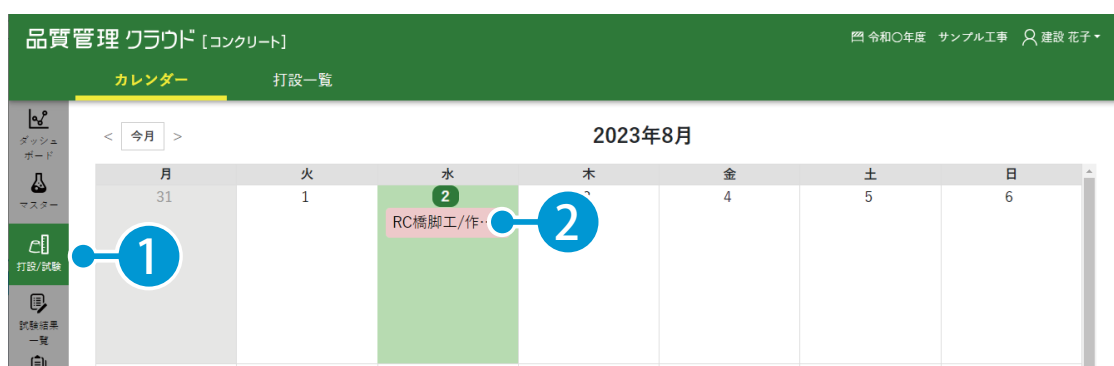 品質管理 クラウド [コンクリート]
令和〇年度 サンプル工事 建設 花子
カレンダー 打設一覧
ダッシュ
ボード
マスター
打設/試験
試験結果
一覧
< 今月 > 2023年8月
月 火 水 木 金 土 日
31 1 2 4 5 6
RC橋脚工/作…
1
2